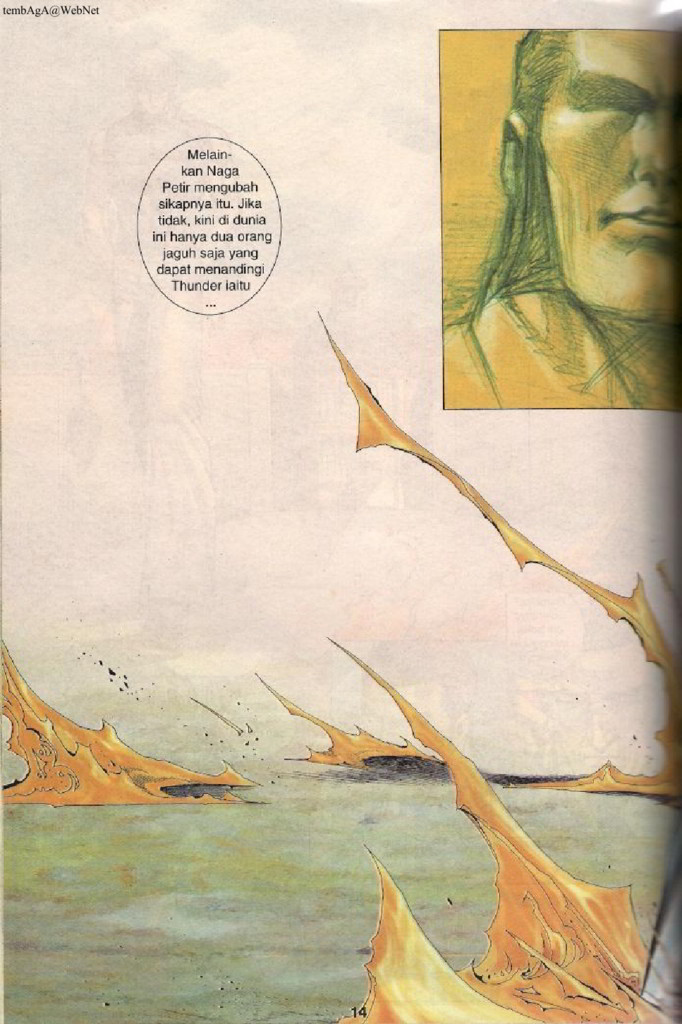 tembAgA@WebNet
Melain-
kan Naga
Petir mengubah
sikapnya itu. Jika
tidak, kini di dunia
ini hanya dua orang
jaguh saja yang
dapat menandingi
Thunder iaitu
...
14